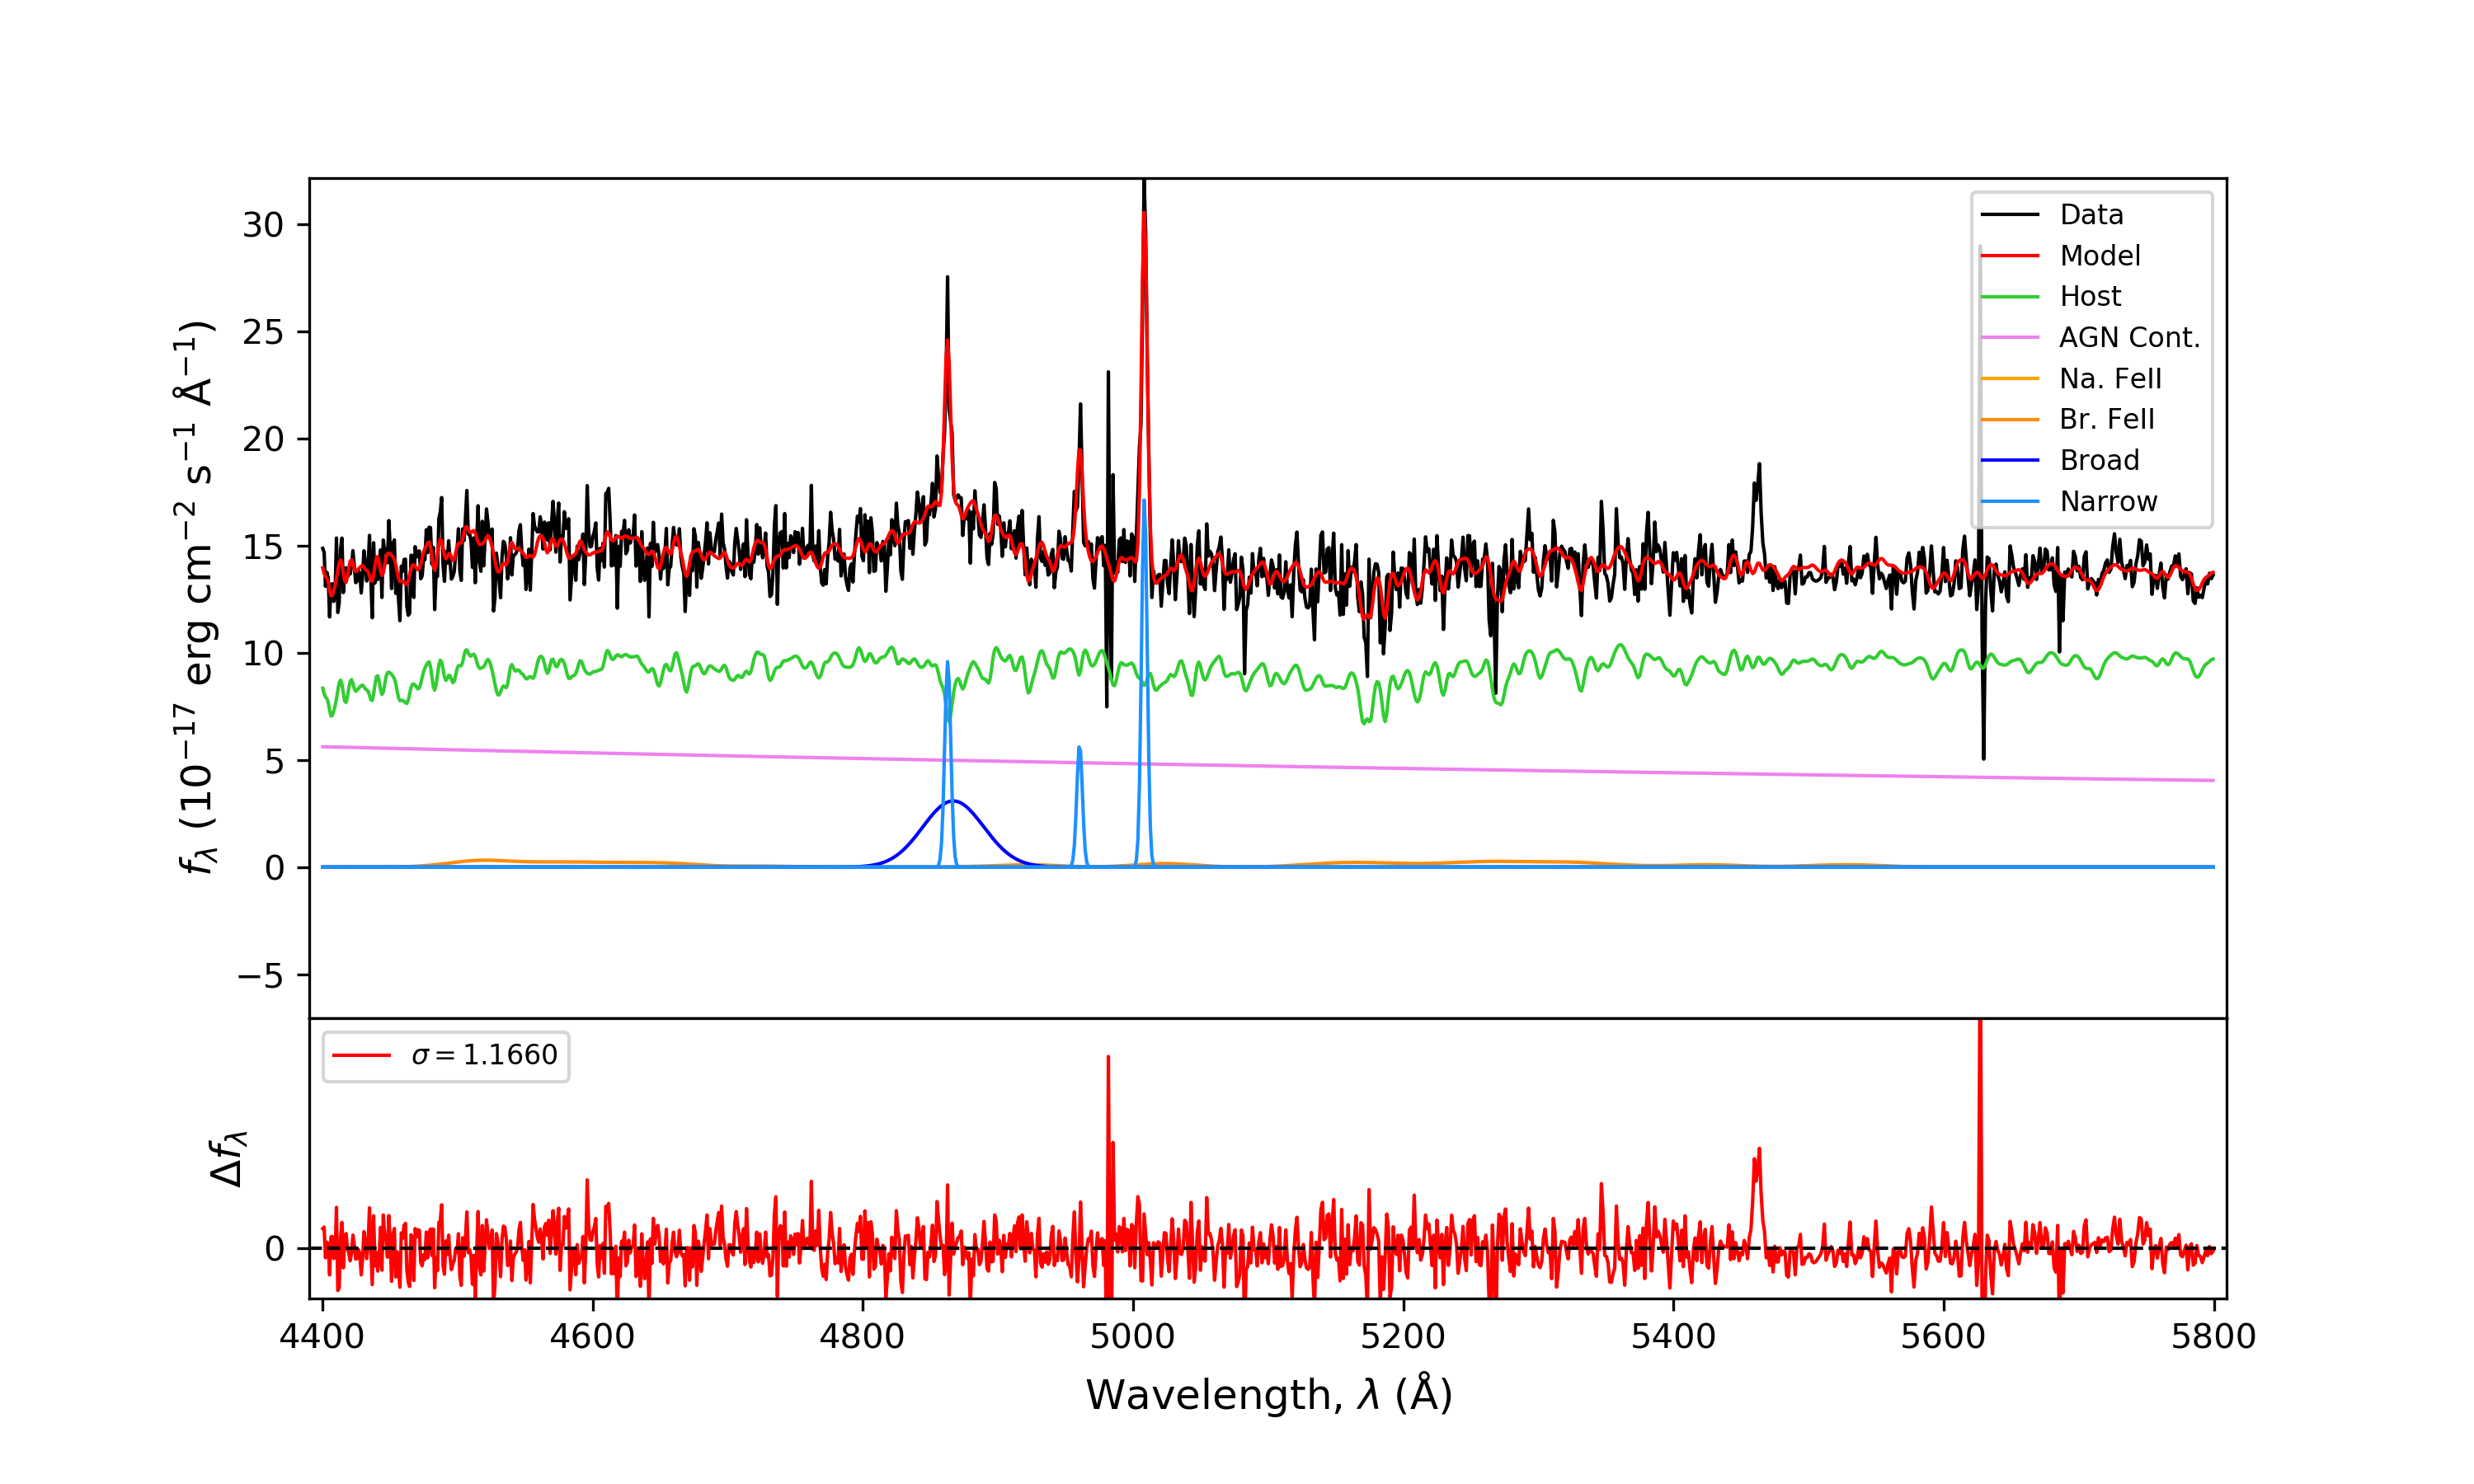 30
25
20
15
10
5
0
−5
fλ (10−17 erg cm−2 s−1 Å−1)
Data
Model
Host
AGN Cont.
Na. FeII
Br. FeII
Broad
Narrow
σ = 1.1660
Δfλ
0
4400 4600 4800 5000 5200 5400 5600 5800
Wavelength, λ (Å)